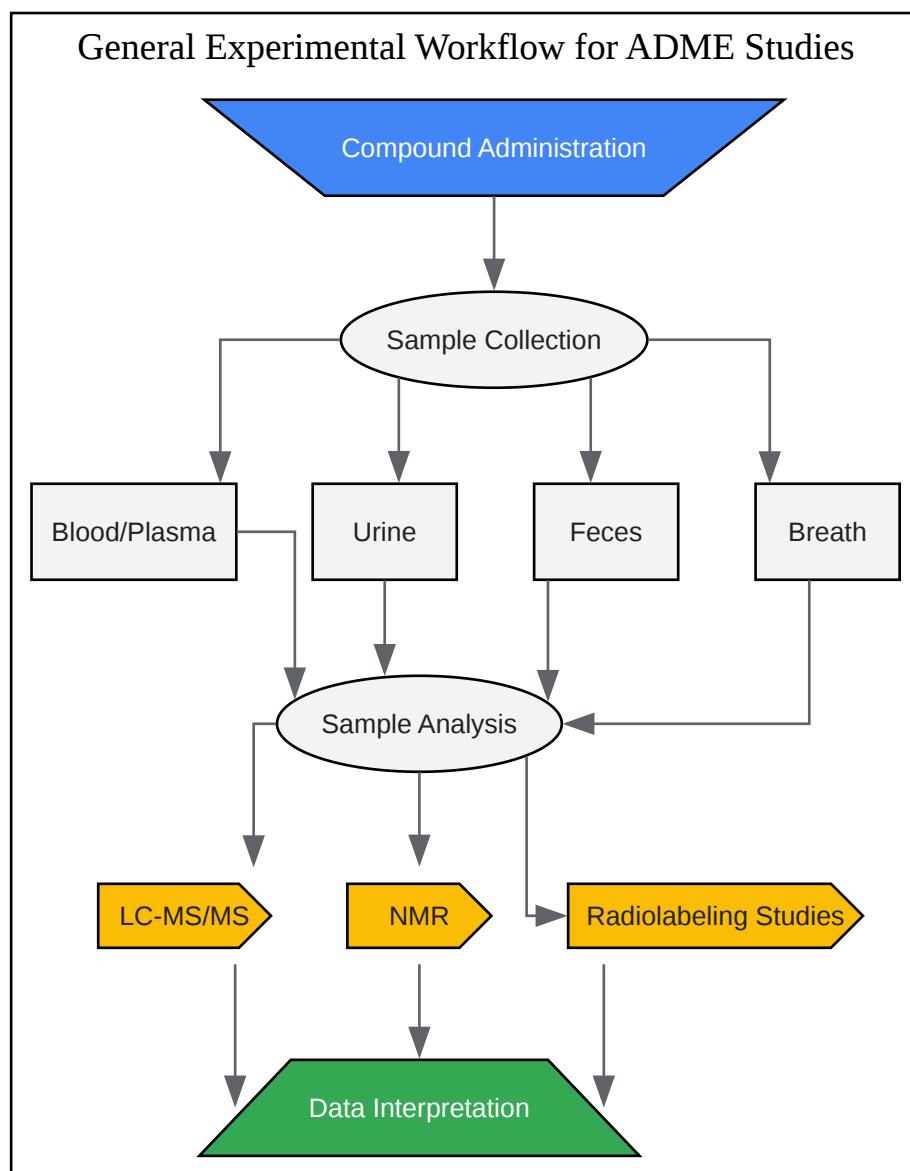 General Experimental Workflow for ADME Studies
Compound Administration
Sample Collection
Blood/Plasma
Urine
Feces
Breath
Sample Analysis
LC-MS/MS
NMR
Radiolabeling Studies
Data Interpretation